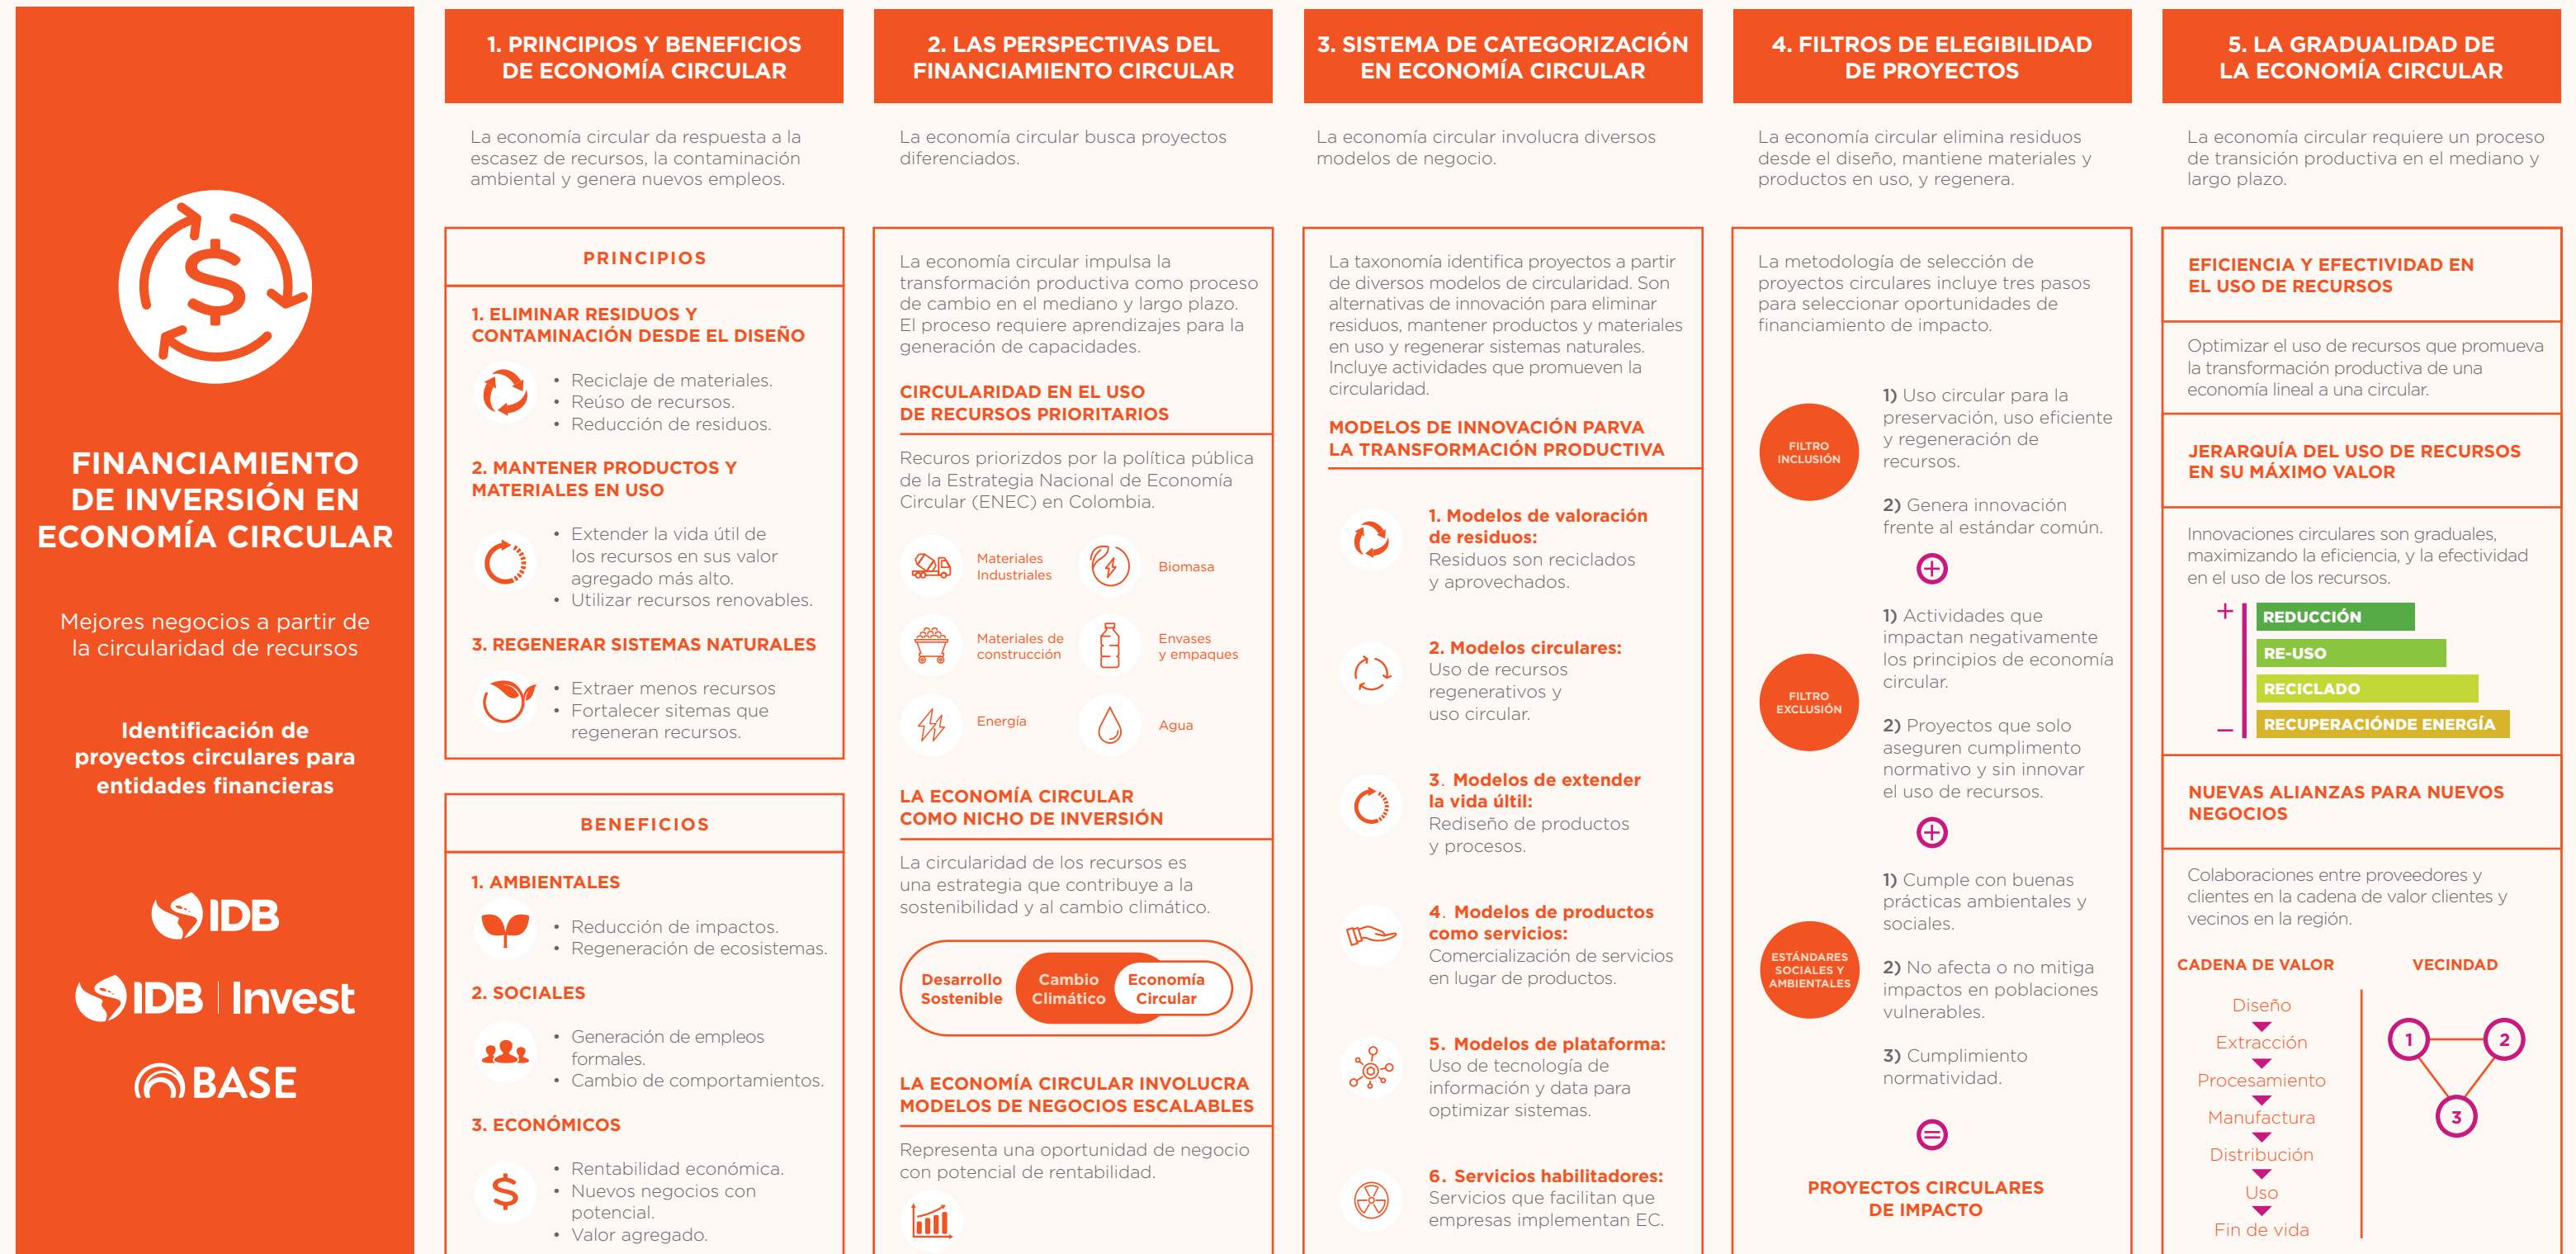 FINANCIAMIENTO
DE INVERSIÓN EN
ECONOMÍA CIRCULAR
Mejores negocios a partir de
la circularidad de recursos
Identificación de
proyectos circulares para
entidades financieras
IDB
IDB | Invest
BASE
1. PRINCIPIOS Y BENEFICIOS
DE ECONOMÍA CIRCULAR
La economía circular da respuesta a la
escasez de recursos, la contaminación
ambiental y genera nuevos empleos.
PRINCIPIOS
1. ELIMINAR RESIDUOS Y
CONTAMINACIÓN DESDE EL DISEÑO
• Reciclaje de materiales.
• Reúso de recursos.
• Reducción de residuos.
2. MANTENER PRODUCTOS Y
MATERIALES EN USO
• Extender la vida útil de
los recursos en sus valor
agregado más alto.
• Utilizar recursos renovables.
3. REGENERAR SISTEMAS NATURALES
• Extraer menos recursos
• Fortalecer sitemas que
regeneran recursos.
BENEFICIOS
1. AMBIENTALES
• Reducción de impactos.
• Regeneración de ecosistemas.
2. SOCIALES
• Generación de empleos
formales.
• Cambio de comportamientos.
3. ECONÓMICOS
$
• Rentabilidad económica.
• Nuevos negocios con
potencial.
• Valor agregado.
2. LAS PERSPECTIVAS DEL
FINANCIAMIENTO CIRCULAR
La economía circular busca proyectos
diferenciados.
La economía circular impulsa la
transformación productiva como proceso
de cambio en el mediano y largo plazo.
El proceso requiere aprendizajes para la
generación de capacidades.
CIRCULARIDAD EN EL USO
DE RECURSOS PRIORITARIOS
Recuros priorizdos por la política pública
de la Estrategia Nacional de Economía
Circular (ENEC) en Colombia.
Materiales
Industriales
Biomasa
Materiales de
construcción
Envases
y empaques
Energía
Agua
LA ECONOMÍA CIRCULAR
COMO NICHO DE INVERSIÓN
La circularidad de los recursos es
una estrategia que contribuye a la
sostenibilidad y al cambio climático.
Desarrollo
Sostenible
Cambio
Climático
Economía
Circular
LA ECONOMÍA CIRCULAR INVOLUCRA
MODELOS DE NEGOCIOS ESCALABLES
Representa una oportunidad de negocio
con potencial de rentabilidad.
3. SISTEMA DE CATEGORIZACIÓN
EN ECONOMÍA CIRCULAR
La economía circular involucra diversos
modelos de negocio.
La taxonomía identifica proyectos a partir
de diversos modelos de circularidad. Son
alternativas de innovación para eliminar
residuos, mantener productos y materiales
en uso y regenerar sistemas naturales.
Incluye actividades que promueven la
circularidad.
MODELOS DE INNOVACIÓN PARVA
LA TRANSFORMACIÓN PRODUCTIVA
1. Modelos de valoración
de residuos:
Residuos son reciclados
y aprovechados.
2. Modelos circulares:
Uso de recursos
regenerativos y
uso circular.
3. Modelos de extender
la vida últil:
Rediseño de productos
y procesos.
4. Modelos de productos
como servicios:
Comercialización de servicios
en lugar de productos.
5. Modelos de plataforma:
Uso de tecnología de
información y data para
optimizar sistemas.
6. Servicios habilitadores:
Servicios que facilitan que
empresas implementan EC.
4. FILTROS DE ELEGIBILIDAD
DE PROYECTOS
La economía circular elimina residuos
desde el diseño, mantiene materiales y
productos en uso, y regenera.
La metodología de selección de
proyectos circulares incluye tres pasos
para seleccionar oportunidades de
financiamiento de impacto.
FILTRO
INCLUSIÓN
1) Uso circular para la
preservación, uso eficiente
y regeneración de
recursos.
2) Genera innovación
frente al estándar común.
+
FILTRO
EXCLUSIÓN
1) Actividades que
impactan negativamente
los principios de economía
circular.
2) Proyectos que solo
aseguren cumplimento
normativo y sin innovar
el uso de recursos.
+
ESTÁNDARES
SOCIALES Y
AMBIENTALES
1) Cumple con buenas
prácticas ambientales y
sociales.
2) No afecta o no mitiga
impactos en poblaciones
vulnerables.
3) Cumplimiento
normatividad.
=
PROYECTOS CIRCULARES
DE IMPACTO
5. LA GRADUALIDAD DE
LA ECONOMÍA CIRCULAR
La economía circular requiere un proceso
de transición productiva en el mediano y
largo plazo.
EFICIENCIA Y EFECTIVIDAD EN
EL USO DE RECURSOS
Optimizar el uso de recursos que promueva
la transformación productiva de una
economía lineal a una circular.
JERARQUÍA DEL USO DE RECURSOS
EN SU MÁXIMO VALOR
Innovaciones circulares son graduales,
maximizando la eficiencia, y la efectividad
en el uso de los recursos.
+
REDUCCIÓN
RE-USO
RECICLADO
RECUPERACIÓNDE ENERGÍA
–
NUEVAS ALIANZAS PARA NUEVOS
NEGOCIOS
Colaboraciones entre proveedores y
clientes en la cadena de valor clientes y
vecinos en la región.
CADENA DE VALOR
Diseño
Extracción
Procesamiento
Manufactura
Distribución
Uso
Fin de vida
VECINDAD
1
2
3